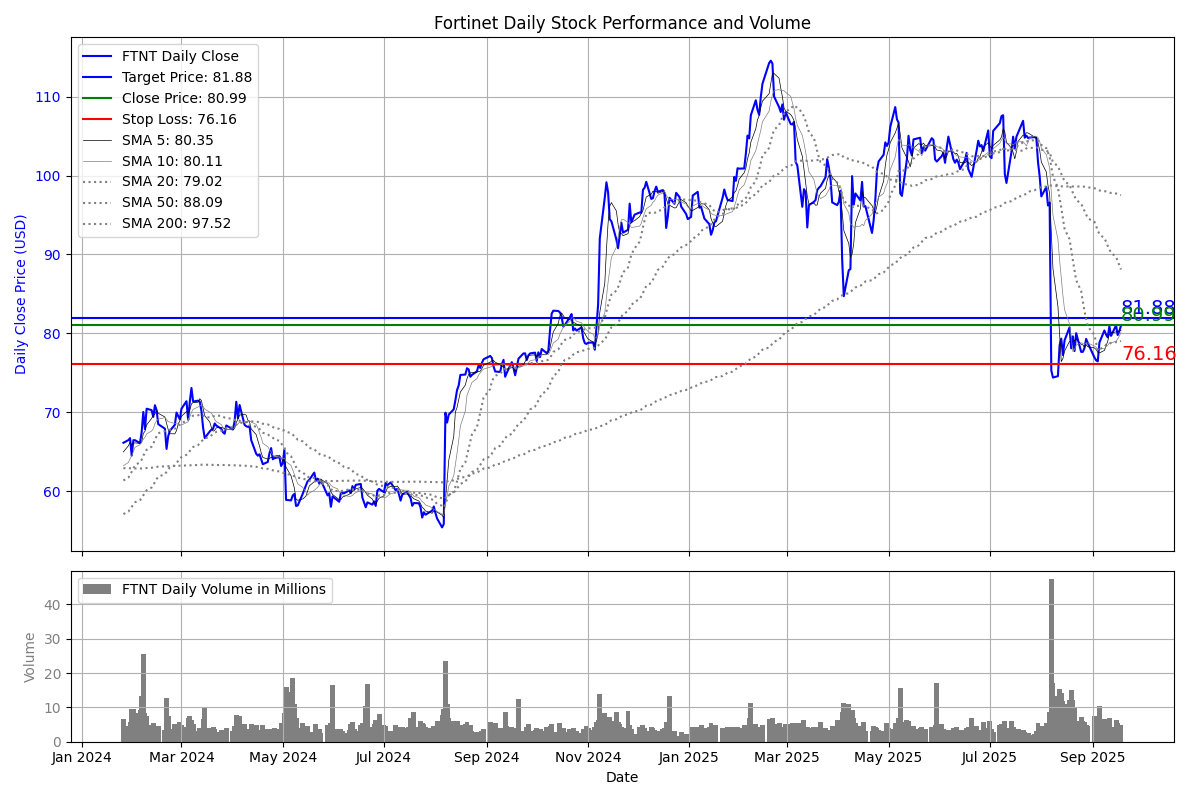 Fortinet Daily Stock Performance and Volume
FTNT Daily Close
Target Price: 81.88
Close Price: 80.99
Stop Loss: 76.16
SMA 5: 80.35
SMA 10: 80.11
SMA 20: 79.02
SMA 50: 88.09
SMA 200: 97.52
Daily Close Price (USD)
110
100
90
80
70
60
81.88
80.99
76.16
FTNT Daily Volume in Millions
Volume
40
30
20
10
0
Jan 2024 Mar 2024 May 2024 Jul 2024 Sep 2024 Nov 2024 Jan 2025 Mar 2025 May 2025 Jul 2025 Sep 2025
Date